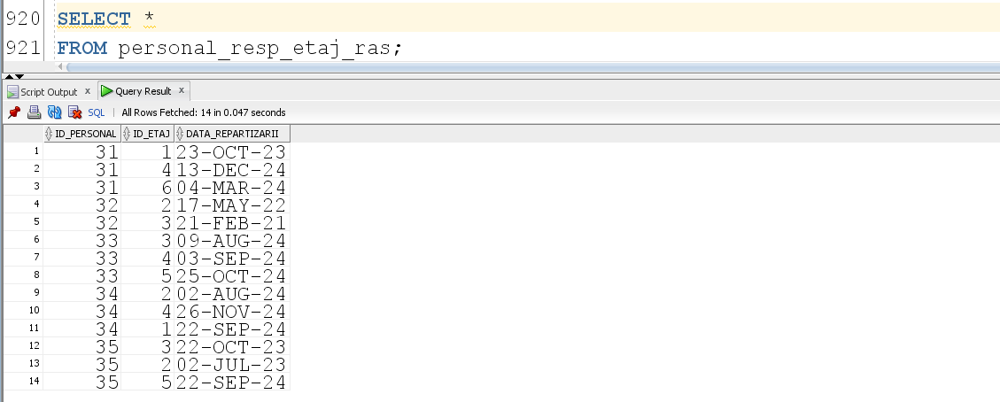 920 SELECT *
921 FROM personal_resp_etaj_ras;
Script Output x Query Result x
SQL | All Rows Fetched: 14 in 0.047 seconds
ID_PERSONAL ID_ETAJ DATA_REPARTIZARII
1 31 1 23-OCT-23
2 31 4 13-DEC-24
3 31 6 04-MAR-24
4 32 2 17-MAY-22
5 32 3 21-FEB-21
6 33 3 09-AUG-24
7 33 4 03-SEP-24
8 33 5 25-OCT-24
9 34 2 02-AUG-24
10 34 4 26-NOV-24
11 34 1 22-SEP-24
12 35 3 22-OCT-23
13 35 2 02-JUL-23
14 35 5 22-SEP-24